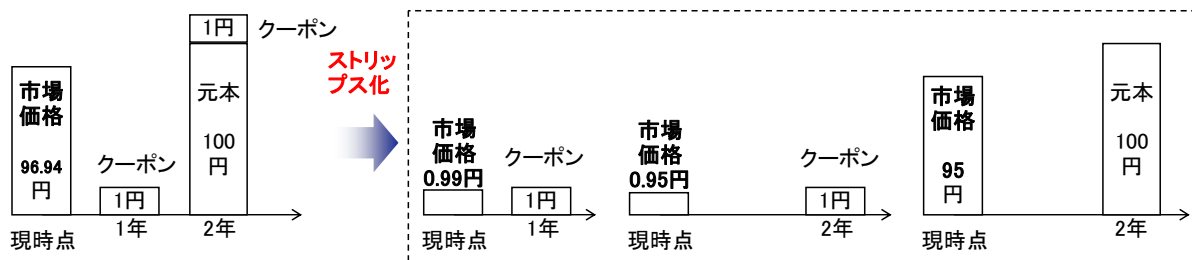 1円
クーポン
市場
価格
96.94
円
クーポン
1円
元本
100
円
現時点
1年
2年
ストリッ
プス化
市場
価格
0.99円
クーポン
1円
現時点
1年
市場
価格
0.95円
クーポン
1円
現時点
2年
市場
価格
95
円
元本
100
円
現時点
2年